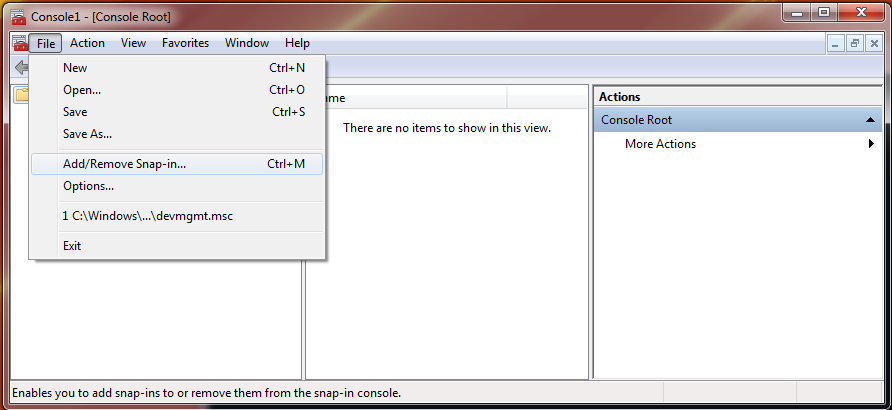 Console1 - [Console Root]
File Action View Favorites Window Help
New Ctrl+N
Open... Ctrl+O
Save Ctrl+S
Save As...
Add/Remove Snap-in... Ctrl+M
Options...
1 C:\Windows\...\devmgmt.msc
Exit
There are no items to show in this view.
Actions
Console Root
More Actions
Enables you to add snap-ins to or remove them from the snap-in console.